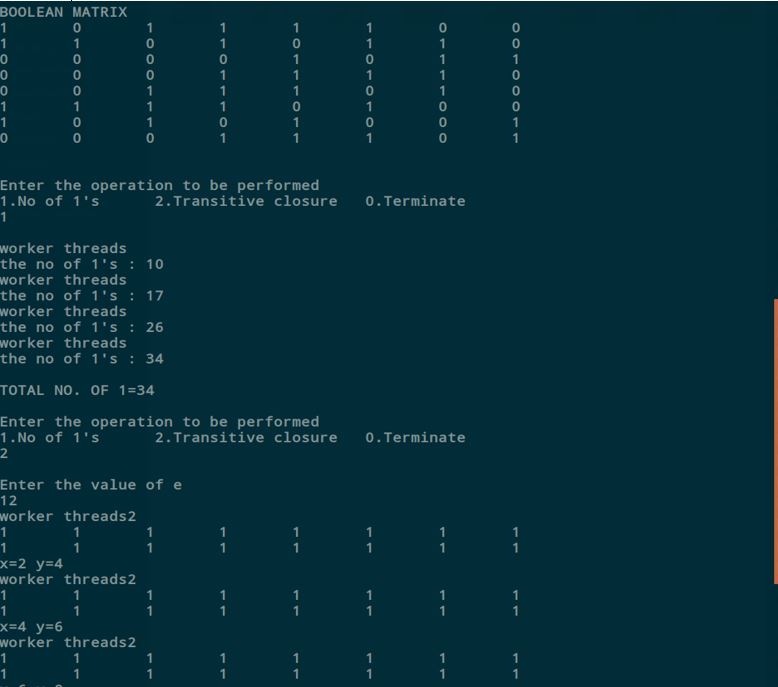 BOOLEAN MATRIX
1 0 1 1 1 1 0 0
1 1 0 1 0 1 1 0
0 0 0 0 1 0 1 1
0 0 0 1 1 1 1 0
0 0 1 1 1 0 1 0
1 1 1 1 0 1 0 0
1 0 1 0 1 0 0 1
0 0 0 1 1 1 0 1
Enter the operation to be performed
1.No of 1's 2.Transitive closure 0.Terminate
1
worker threads
the no of 1's : 10
worker threads
the no of 1's : 17
worker threads
the no of 1's : 26
worker threads
the no of 1's : 34
TOTAL NO. OF 1=34
Enter the operation to be performed
1.No of 1's 2.Transitive closure 0.Terminate
2
Enter the value of e
12
worker threads2
1 1 1 1 1 1 1 1
1 1 1 1 1 1 1 1
x=2 y=4
worker threads2
1 1 1 1 1 1 1 1
1 1 1 1 1 1 1 1
x=4 y=6
worker threads2
1 1 1 1 1 1 1 1
1 1 1 1 1 1 1 1